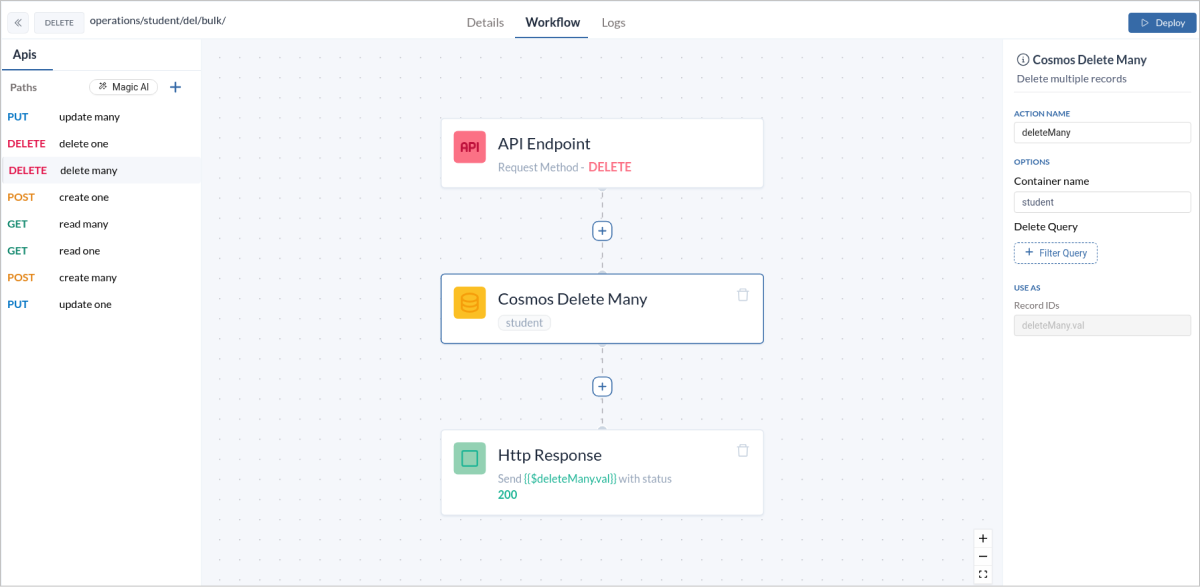 DELETE operations/student/del/bulk/ Details Workflow Logs Deploy
Apis
Paths Magic AI
PUT update many
DELETE delete one
DELETE delete many
POST create one
GET read many
GET read one
POST create many
PUT update one
API API Endpoint
Request Method - DELETE
Cosmos Delete Many
student
Http Response
Send {{$deleteMany.val}} with status
200
Cosmos Delete Many
Delete multiple records
ACTION NAME
deleteMany
OPTIONS
Container name
student
Delete Query
+ Filter Query
USE AS
Record IDs
deleteMany.val